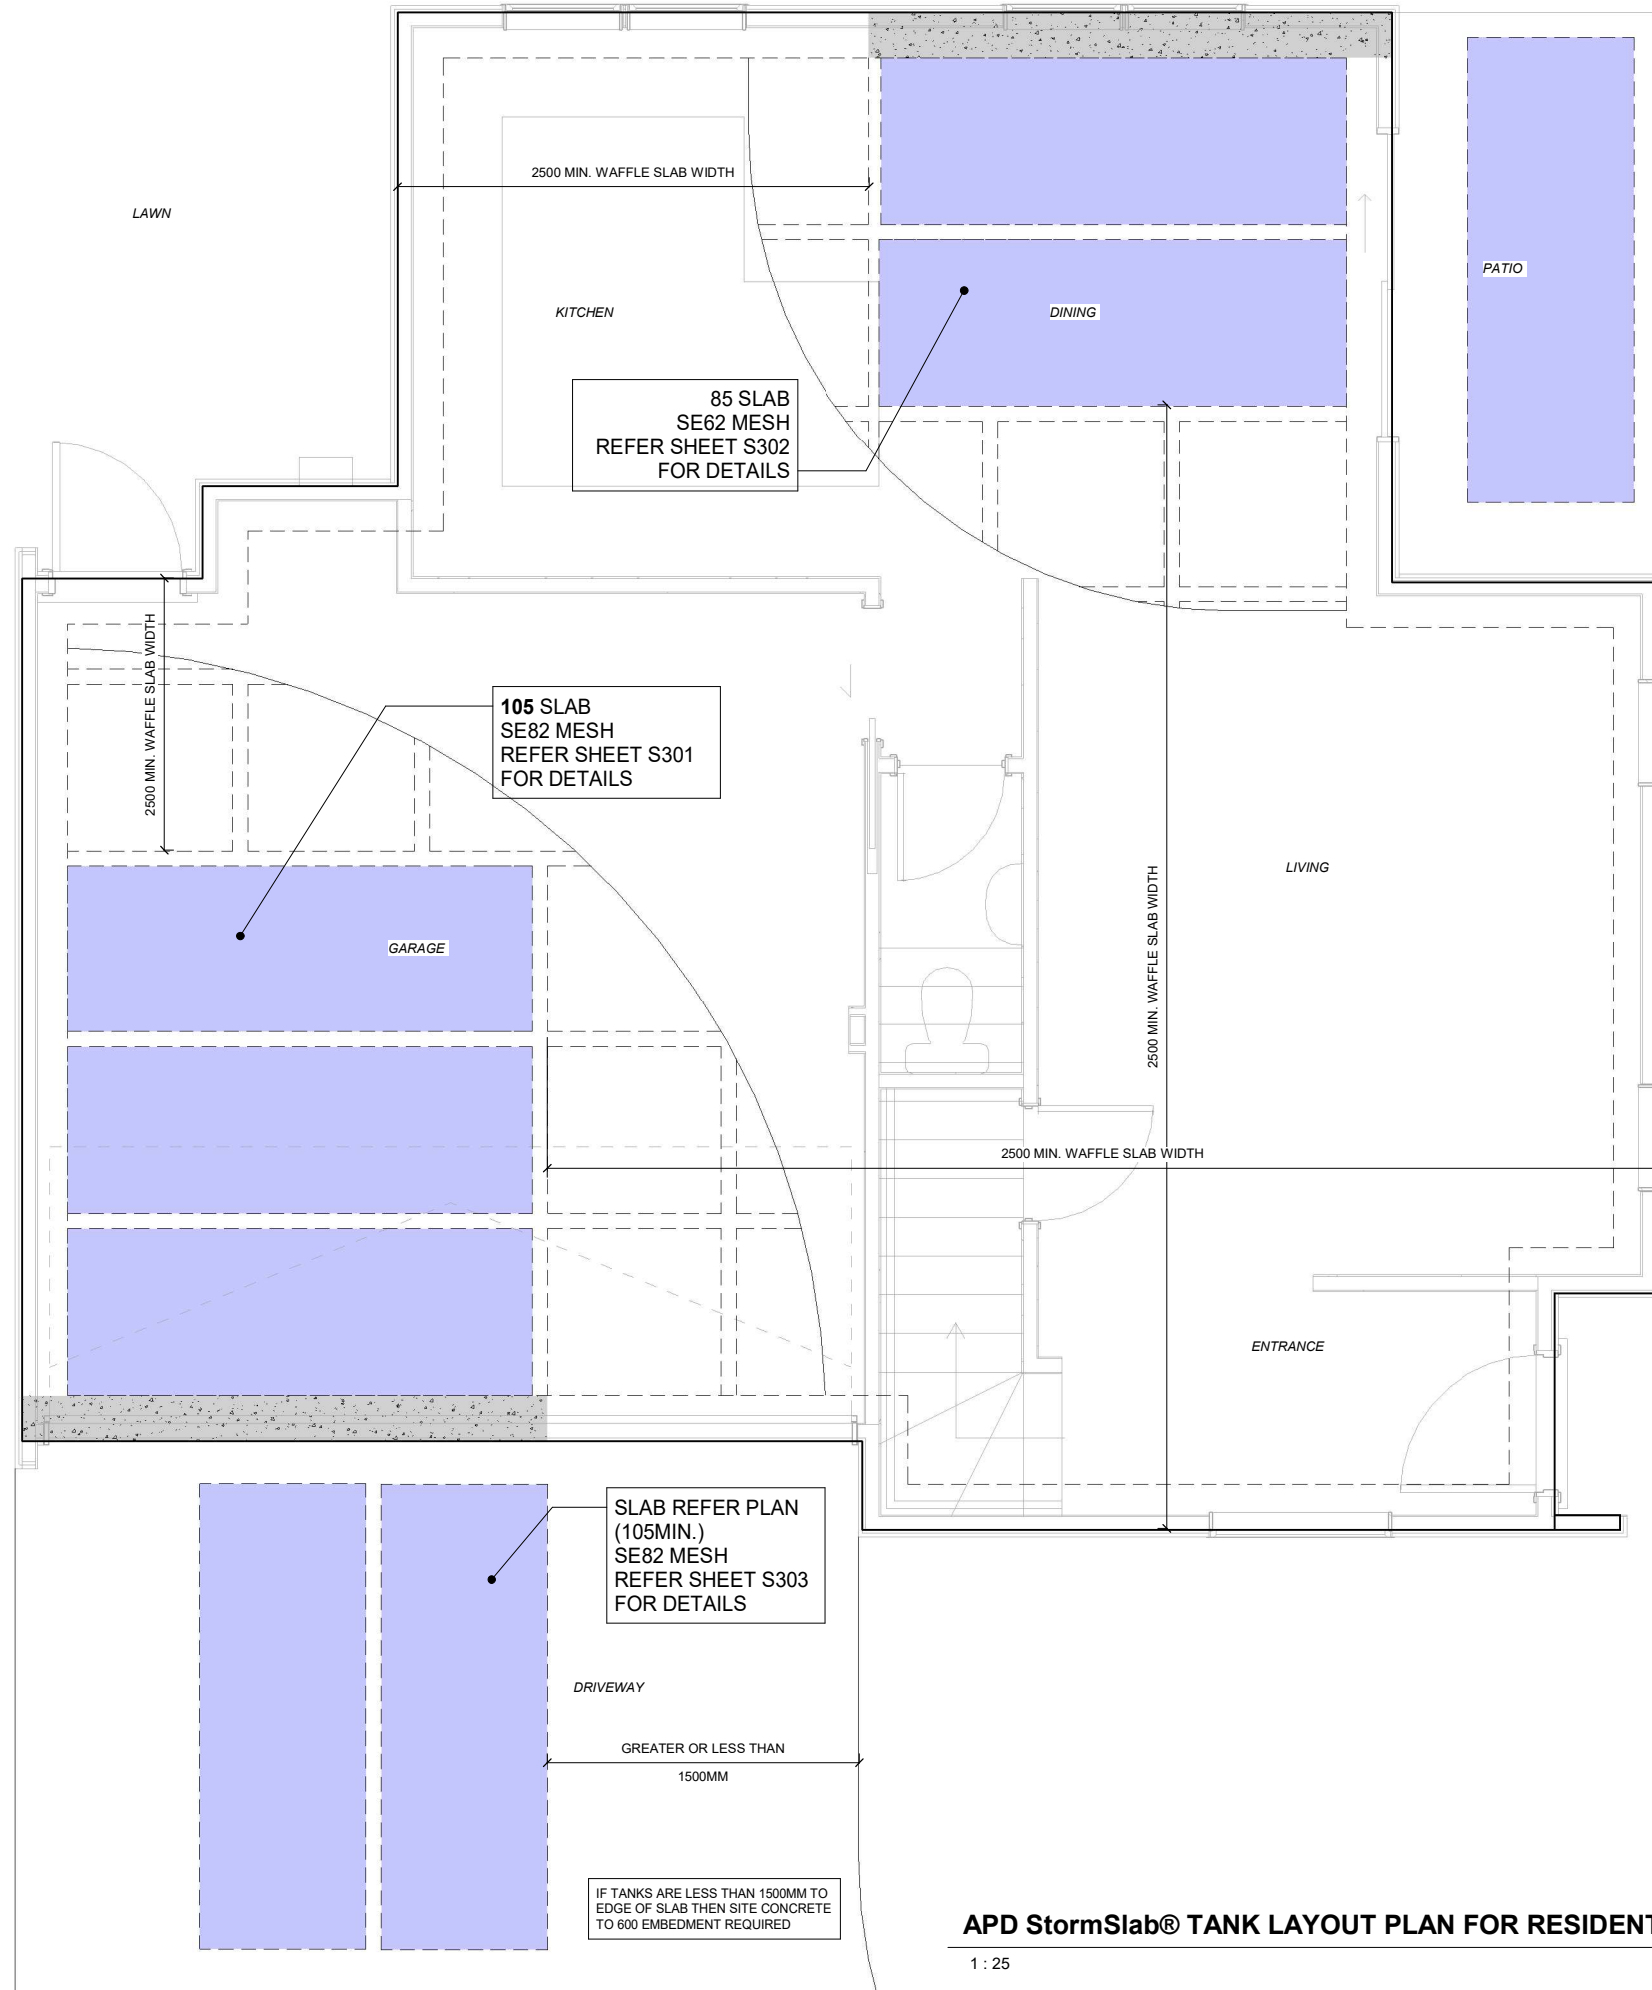 2500 MIN. WAFFLE SLAB WIDTH
LAWN
PATIO
KITCHEN
DINING
85 SLAB
SE62 MESH
REFER SHEET S302
FOR DETAILS
2500 MIN. WAFFLE SLAB WIDTH
105 SLAB
SE82 MESH
REFER SHEET S301
FOR DETAILS
LIVING
GARAGE
2500 MIN. WAFFLE SLAB WIDTH
2500 MIN. WAFFLE SLAB WIDTH
ENTRANCE
SLAB REFER PLAN
(105MIN.)
SE82 MESH
REFER SHEET S303
FOR DETAILS
DRIVEWAY
GREATER OR LESS THAN
1500MM
IF TANKS ARE LESS THAN 1500MM TO
EDGE OF SLAB THEN SITE CONCRETE
TO 600 EMBEDMENT REQUIRED
APD StormSlab® TANK LAYOUT PLAN FOR RESIDENT
1 : 25